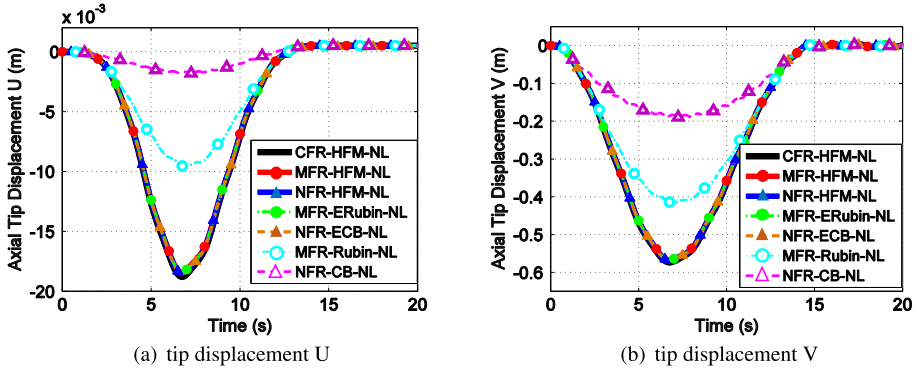 x 10⁻³
0
-5
-10
-15
-20
0 5 10 15 20
Axial Tip Displacement U (m)
Time (s)
CFR-HFM-NL
MFR-HFM-NL
NFR-HFM-NL
MFR-ERubin-NL
NFR-ECB-NL
MFR-Rubin-NL
NFR-CB-NL
(a) tip displacement U
0
-0.1
-0.2
-0.3
-0.4
-0.5
-0.6
0 5 10 15 20
Axial Tip Displacement V (m)
Time (s)
CFR-HFM-NL
MFR-HFM-NL
NFR-HFM-NL
MFR-ERubin-NL
NFR-ECB-NL
MFR-Rubin-NL
NFR-CB-NL
(b) tip displacement V